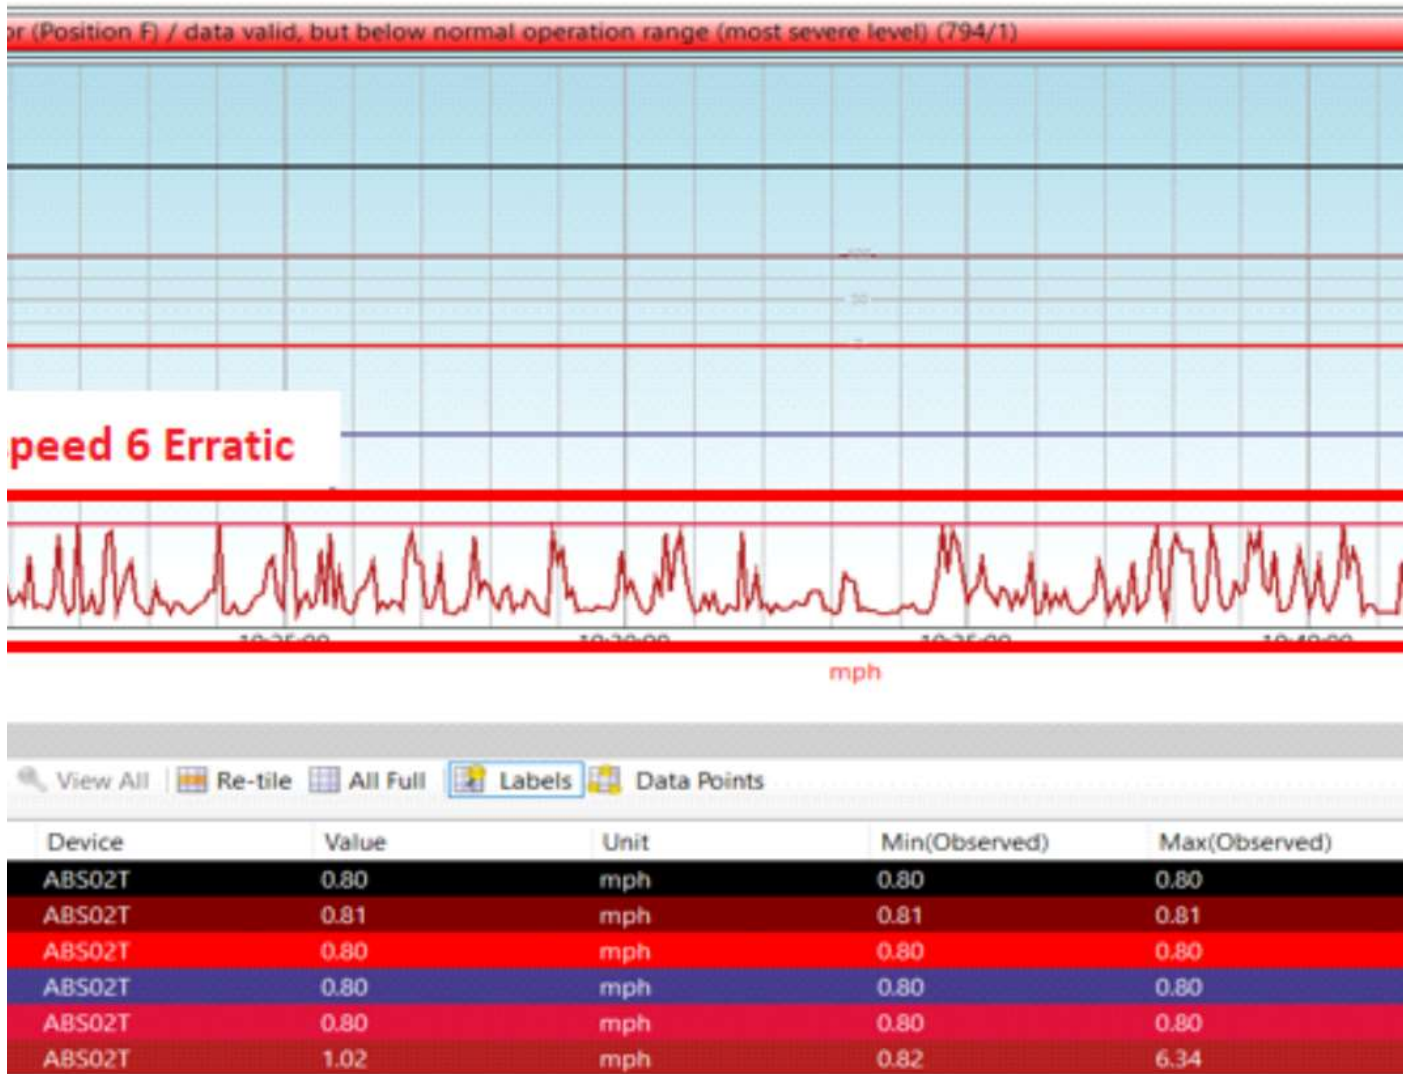 or (Position F) / data valid, but below normal operation range (most severe level) (794/1)
peed 6 Erratic
mph
View All Re-tile All Full Labels Data Points
Device Value Unit Min(Observed) Max(Observed)
ABS02T 0.80 mph 0.80 0.80
ABS02T 0.81 mph 0.81 0.81
ABS02T 0.80 mph 0.80 0.80
ABS02T 0.80 mph 0.80 0.80
ABS02T 0.80 mph 0.80 0.80
ABS02T 1.02 mph 0.82 6.34